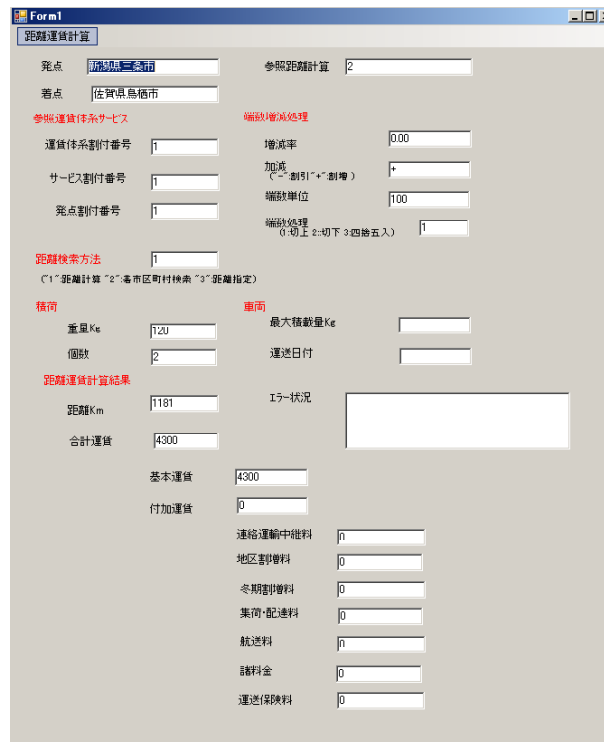 Form1
距離運賃計算
発点 新潟県三条市 参照距離計算 2
着点 佐賀県鳥栖市
参照運賃体系サービス 端数増減処理
運賃体系割付番号 1 増減率 0.00
加減 +
("-":割引"+":割増 )
サービス割付番号 1
端数単位 100
発点割付番号 1
端数処理 1
(1:切上 2::切下 3:四捨五入)
距離検索方法 1
("1":距離計算 "2":各市区町村検索 "3":距離指定)
積荷 車両
重量Kg 120 最大積載量Kg
個数 2 運送日付
距離運賃計算結果
距離Km 1181 エラー状況
合計運賃 4300
基本運賃 4300
付加運賃 0
連絡運輸中継料 0
地区割増料 0
冬期割増料 0
集荷・配達料 0
航送料 0
諸料金 0
運送保険料 0